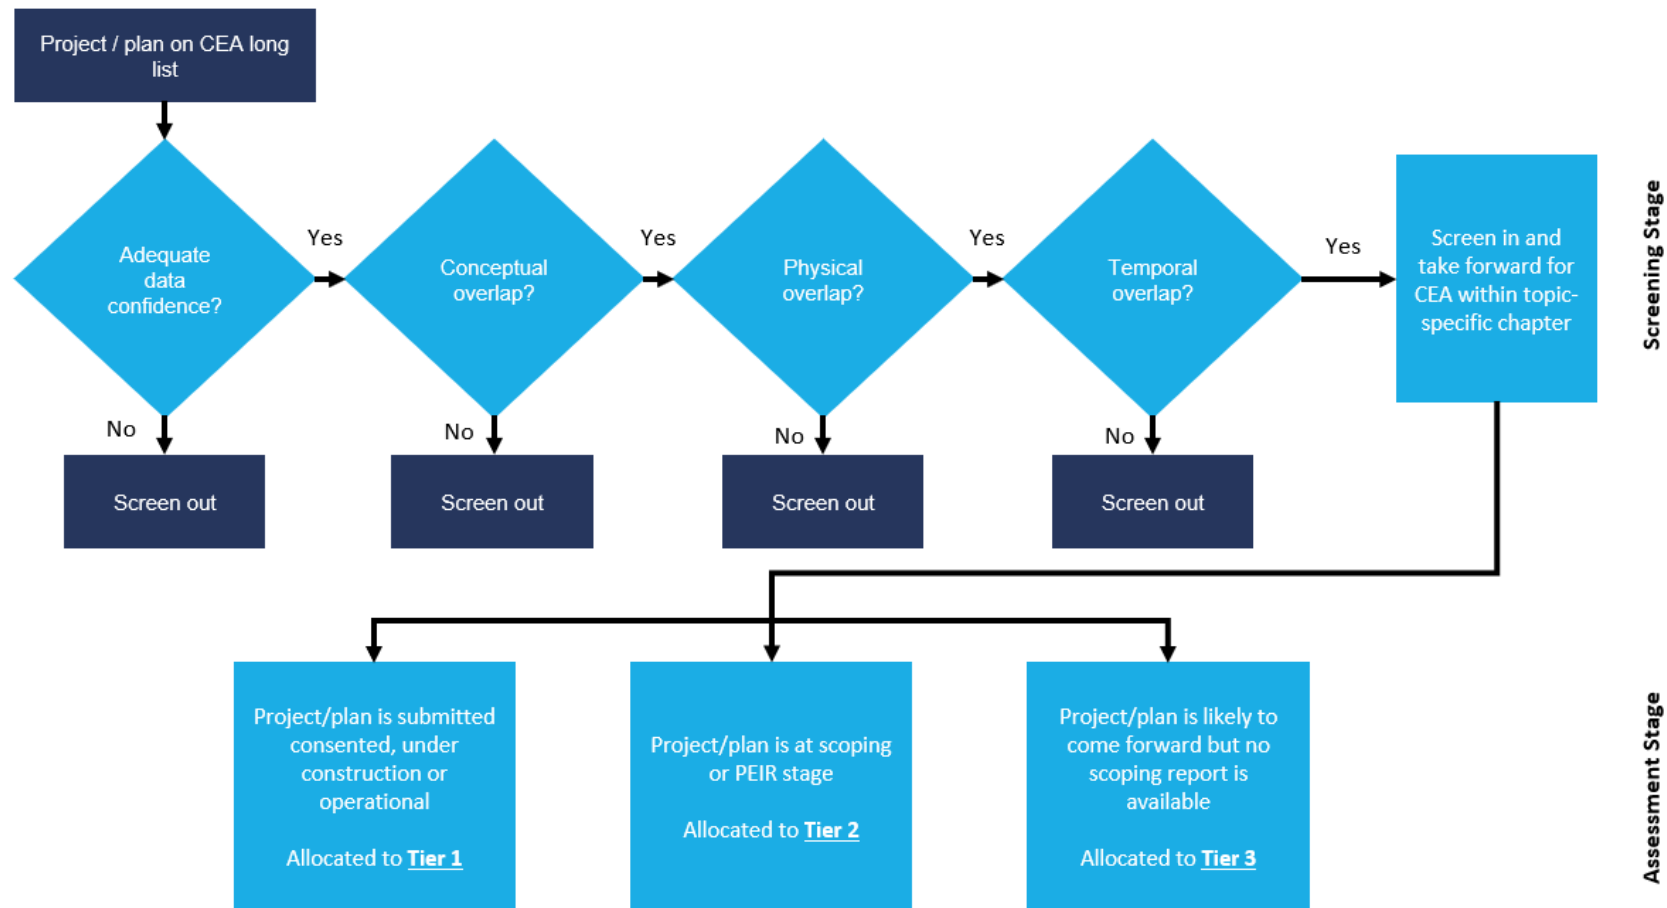 Project / plan on CEA long
list
Adequate
data
confidence?
Yes
Conceptual
overlap?
Yes
Physical
overlap?
Yes
Temporal
overlap?
Yes
Screen in and
take forward for
CEA within topic-
specific chapter
Screening Stage
No
Screen out
No
Screen out
No
Screen out
No
Screen out
Project/plan is submitted
consented, under
construction or
operational
Allocated to Tier 1
Project/plan is at scoping
or PEIR stage
Allocated to Tier 2
Project/plan is likely to
come forward but no
scoping report is
available
Allocated to Tier 3
Assessment Stage